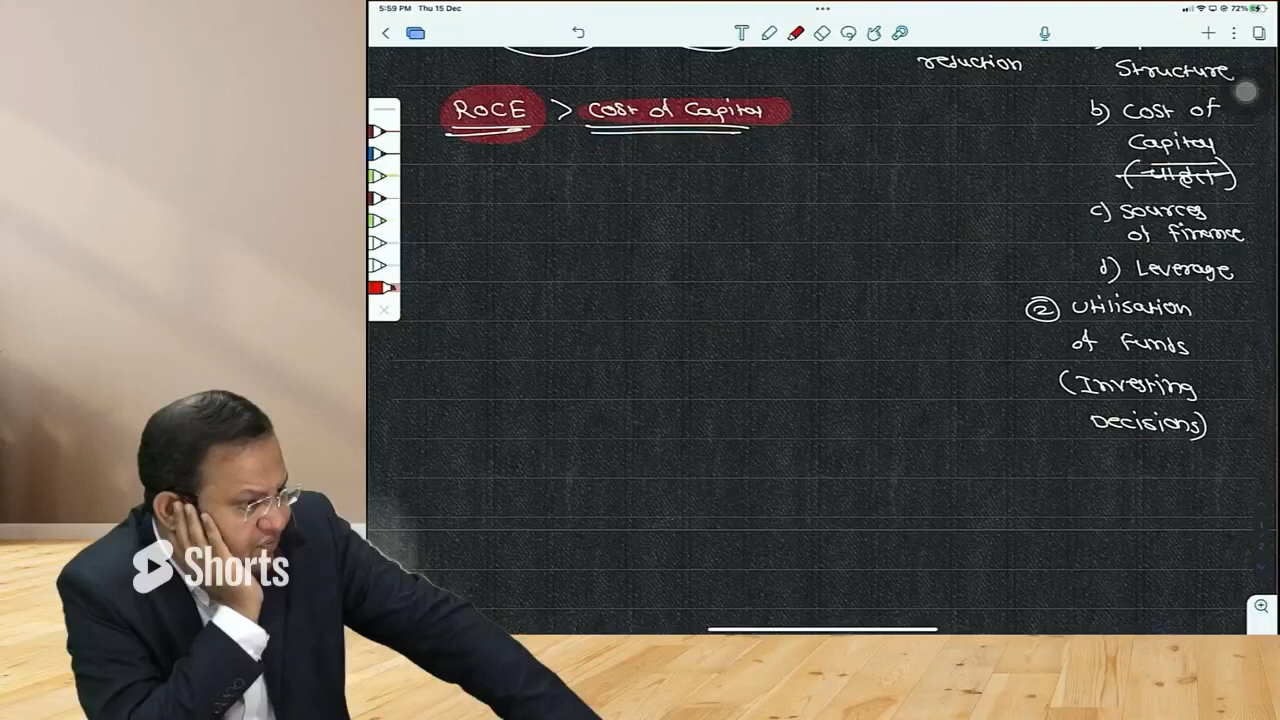 5:59 PM Thu 15 Dec
72%
reduction
Structure
ROCE > Cost of Capital
b) Cost of
Capital
c) Sources
of finance
d) Leverage
② Utilisation
of Funds
(Investing
Decisions)
Shorts